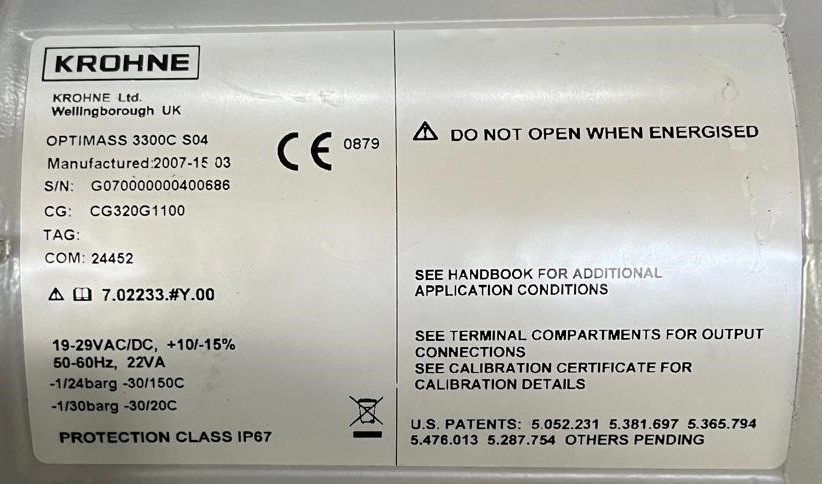 KROHNE
KROHNE Ltd.
Wellingborough UK
OPTIMASS 3300C S04
Manufactured:2007-15 03
S/N: G070000000400686
CG: CG320G1100
TAG:
COM: 24452
7.02233.#Y.00
19-29VAC/DC, +10/-15%
50-60Hz, 22VA
-1/24barg -30/150C
-1/30barg -30/20C
PROTECTION CLASS IP67
CE 0879
DO NOT OPEN WHEN ENERGISED
SEE HANDBOOK FOR ADDITIONAL
APPLICATION CONDITIONS
SEE TERMINAL COMPARTMENTS FOR OUTPUT
CONNECTIONS
SEE CALIBRATION CERTIFICATE FOR
CALIBRATION DETAILS
U.S. PATENTS: 5.052.231 5.381.697 5.365.794
5.476.013 5.287.754 OTHERS PENDING